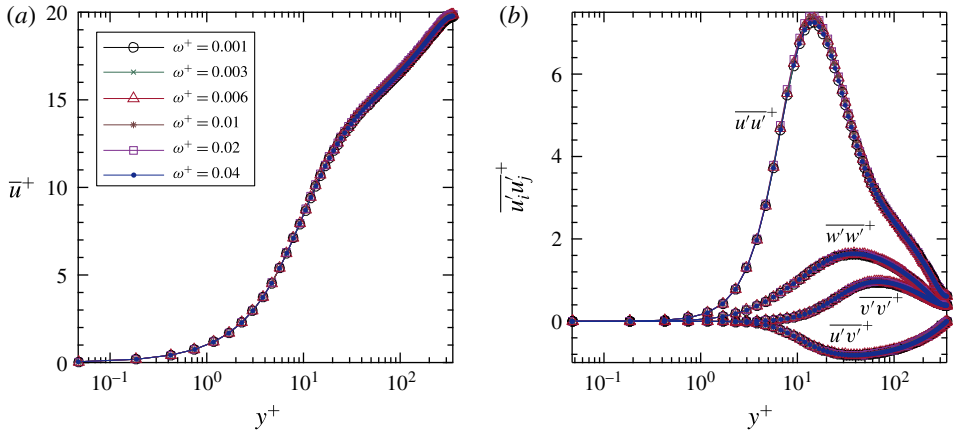 (a)
20
15
10
5
0
u̅⁺
ω⁺ = 0.001
ω⁺ = 0.003
ω⁺ = 0.006
ω⁺ = 0.01
ω⁺ = 0.02
ω⁺ = 0.04
10⁻¹ 10⁰ 10¹ 10²
y⁺
(b)
6
4
2
0
u′ᵢu′ⱼ⁺
u′u′⁺
w′w′⁺
v′v′⁺
u′v′⁺
10⁻¹ 10⁰ 10¹ 10²
y⁺